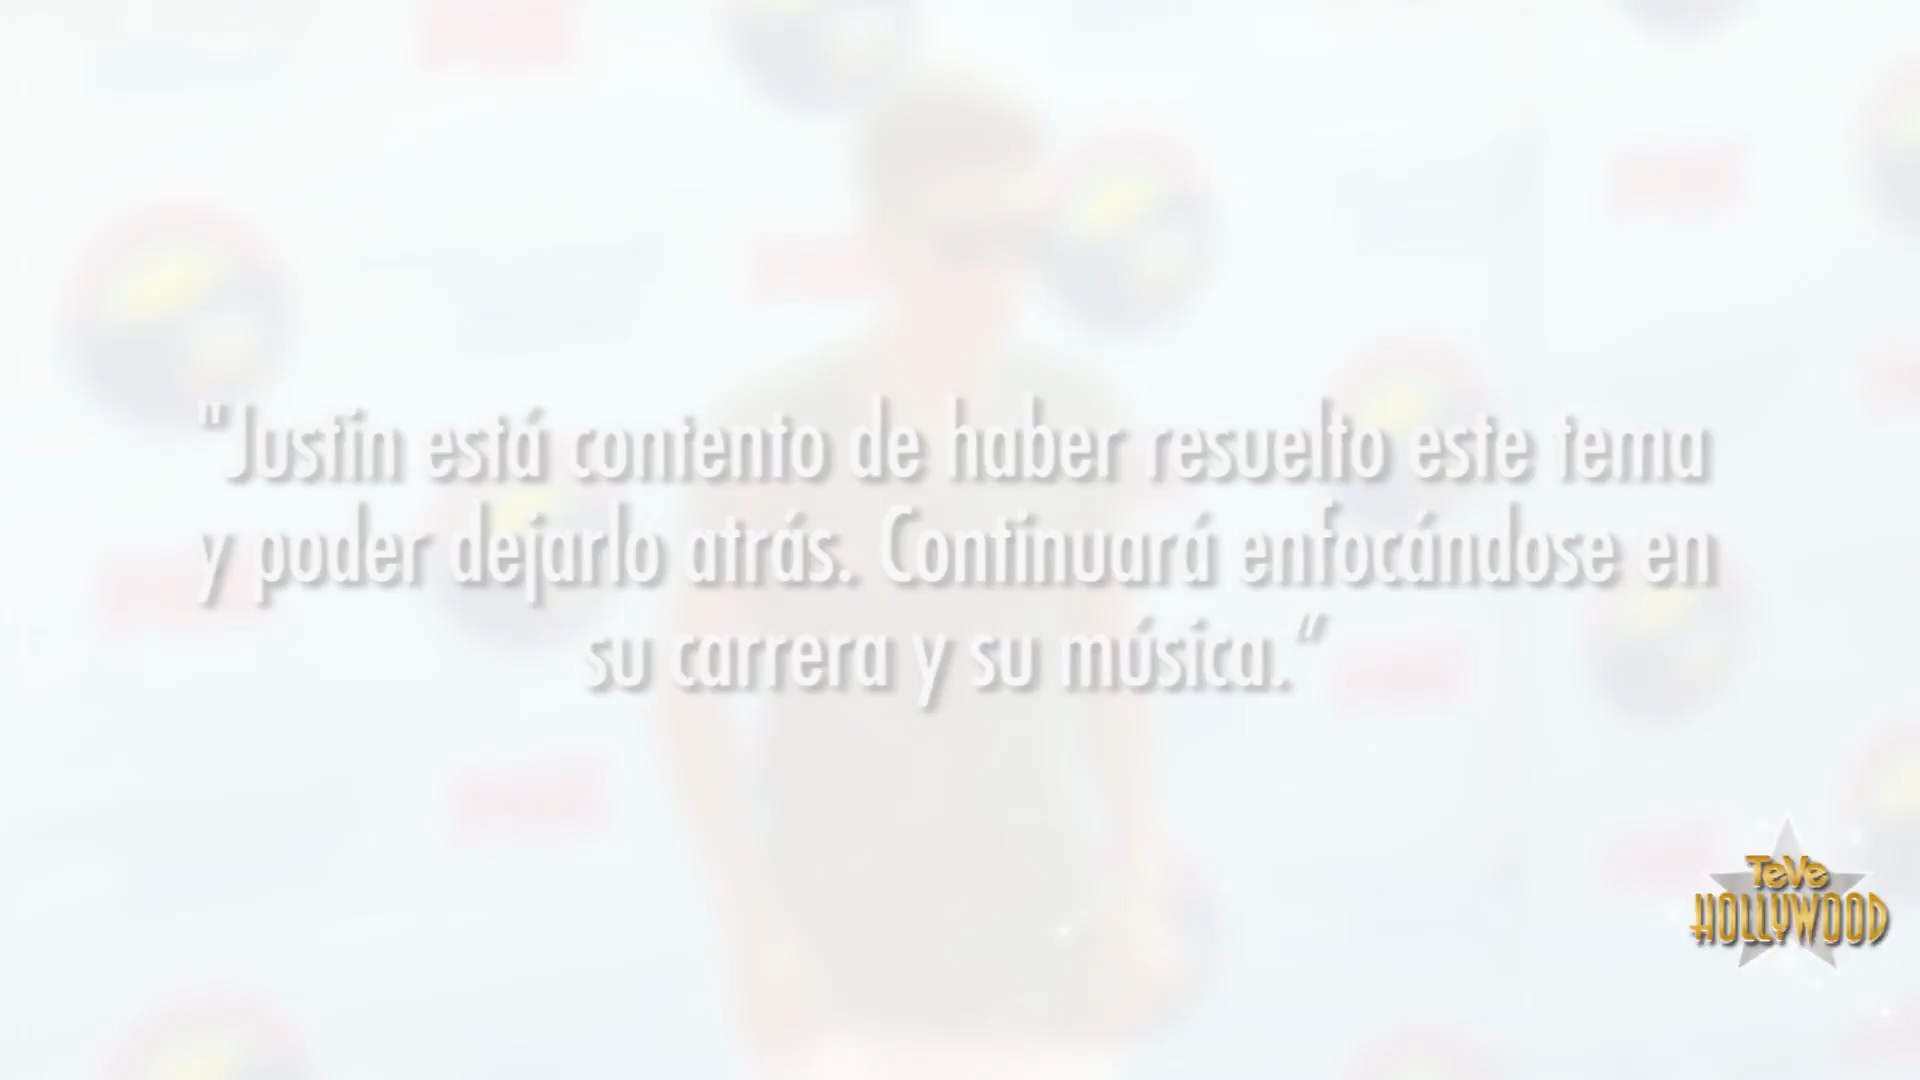 "Justin está contento de haber resuelto este tema
y poder dejarlo atrás. Continuará enfocándose en
su carrera y su música.”
TeVe
HOLLYWOOD